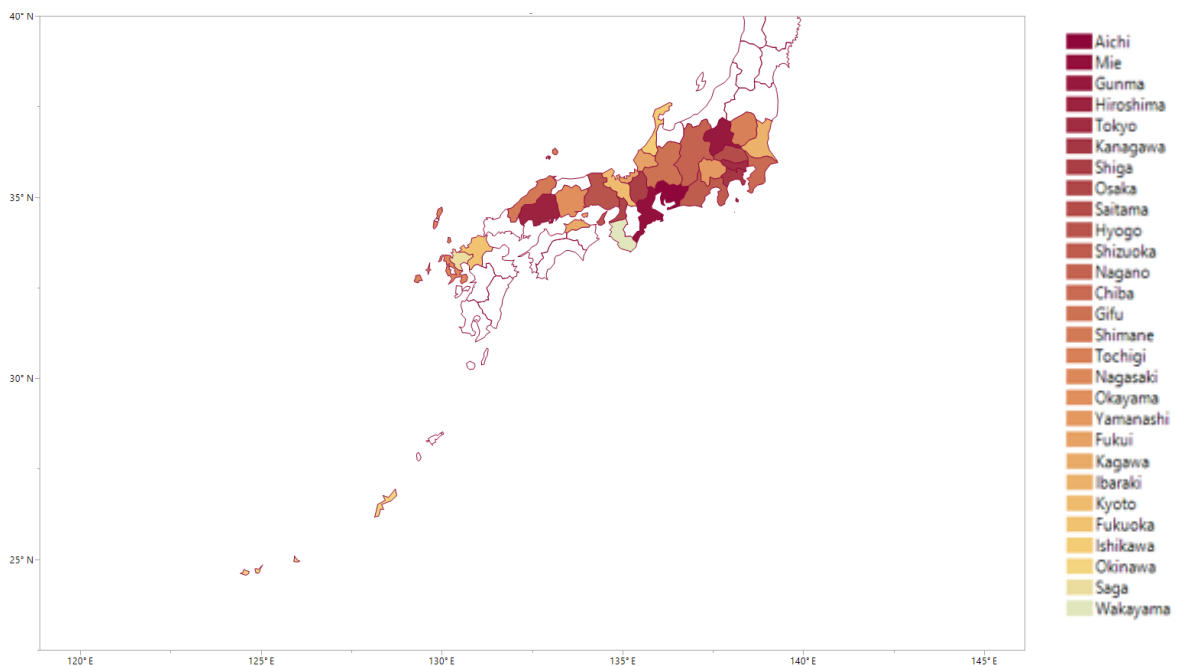 40° N
35° N
30° N
25° N
120° E
125° E
130° E
135° E
140° E
145° E
Aichi
Mie
Gunma
Hiroshima
Tokyo
Kanagawa
Shiga
Osaka
Saitama
Hyogo
Shizuoka
Nagano
Chiba
Gifu
Shimane
Tochigi
Nagasaki
Okayama
Yamanashi
Fukui
Kagawa
Ibaraki
Kyoto
Fukuoka
Ishikawa
Okinawa
Saga
Wakayama